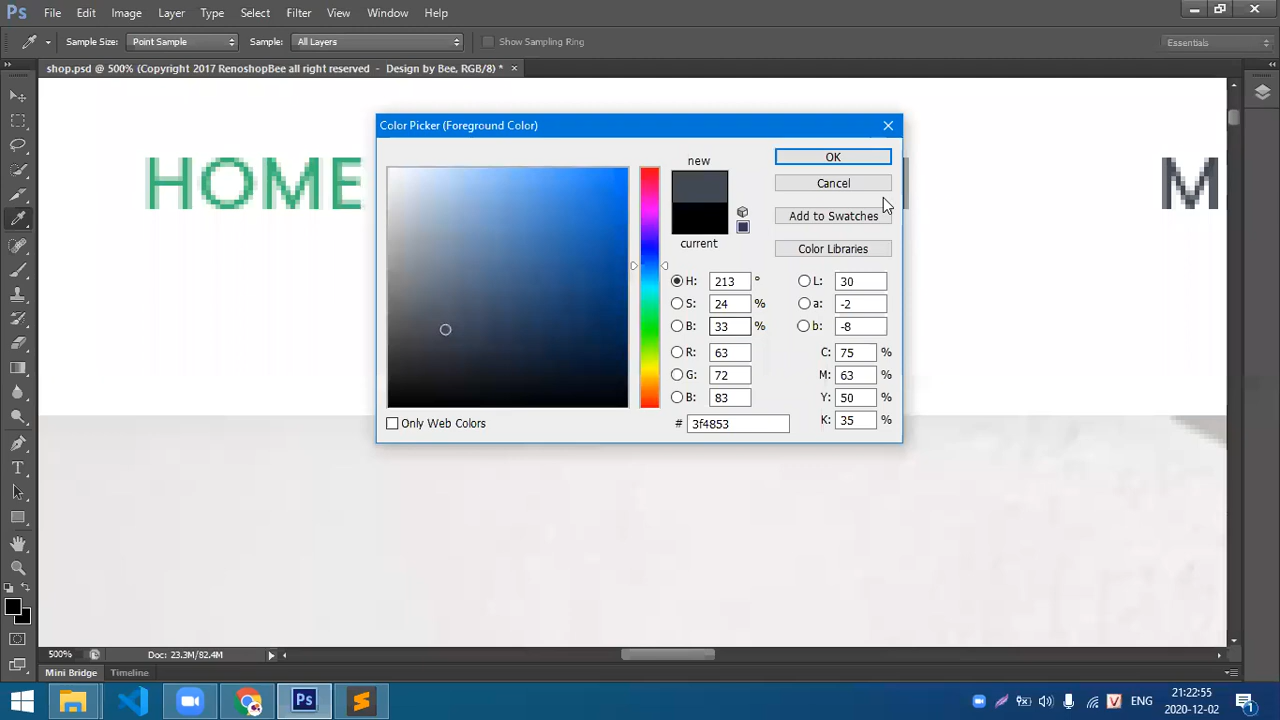 Ps File Edit Image Layer Type Select Filter View Window Help
Sample Size: Point Sample Sample: All Layers Show Sampling Ring Essentials
shop.psd @ 500% (Copyright 2017 RenoshopBee all right reserved - Design by Bee, RGB/8) * ×
HOME
M
Color Picker (Foreground Color)
new
current
OK
Cancel
Add to Swatches
Color Libraries
H: 213 ° L: 30
S: 24 % a: -2
B: 33 % b: -8
R: 63 C: 75 %
G: 72 M: 63 %
B: 83 Y: 50 %
# 3f4853 K: 35 %
Only Web Colors
500% Doc: 23.3M/82.4M
Mini Bridge Timeline
Ps
S
V
ENG
21:22:55
2020-12-02
1